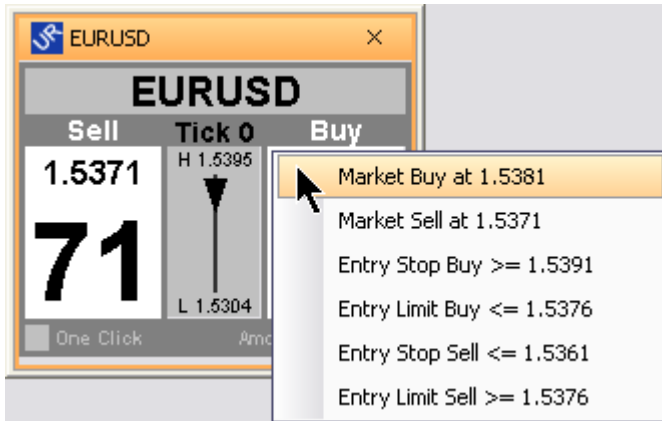 UR EURUSD
EURUSD
Sell Tick 0 Buy
1.5371
H 1.5395
71
L 1.5304
One Click
Market Buy at 1.5381
Market Sell at 1.5371
Entry Stop Buy >= 1.5391
Entry Limit Buy <= 1.5376
Entry Stop Sell <= 1.5361
Entry Limit Sell >= 1.5376